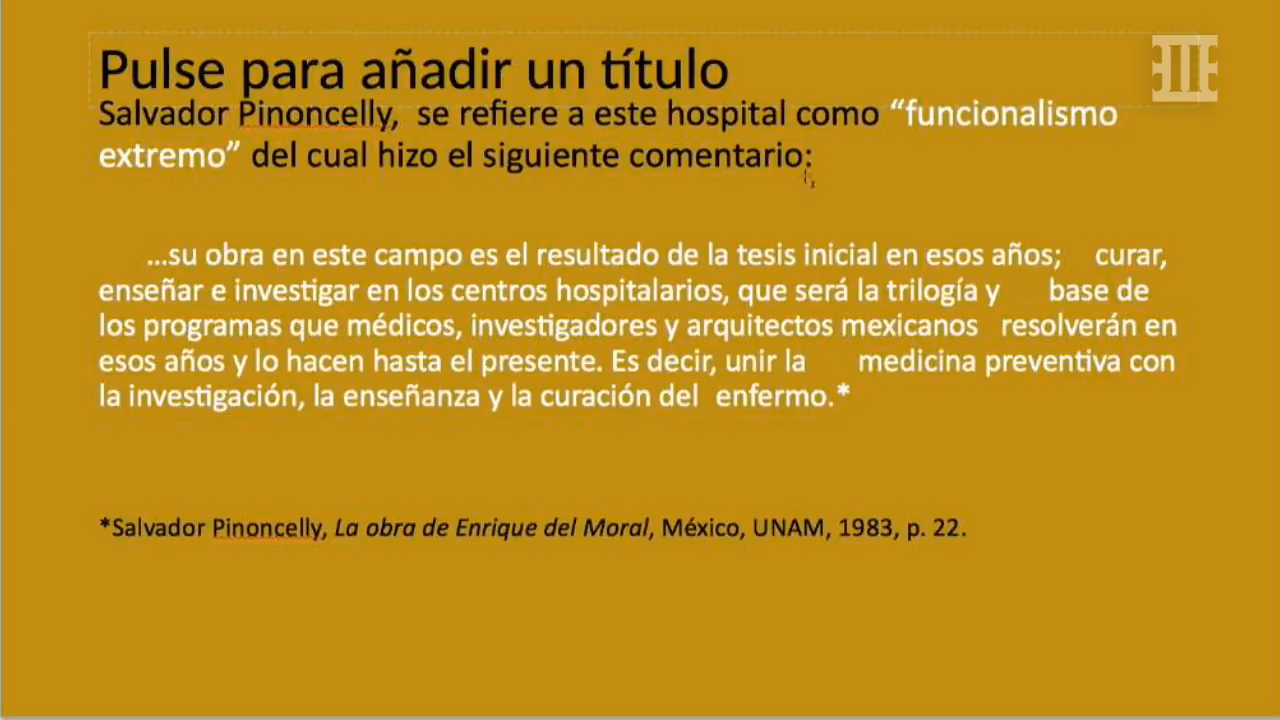 Pulse para añadir un título
Salvador Pinoncelly, se refiere a este hospital como “funcionalismo
extremo” del cual hizo el siguiente comentario:
...su obra en este campo es el resultado de la tesis inicial en esos años; curar,
enseñar e investigar en los centros hospitalarios, que será la trilogía y base de
los programas que médicos, investigadores y arquitectos mexicanos resolverán en
esos años y lo hacen hasta el presente. Es decir, unir la medicina preventiva con
la investigación, la enseñanza y la curación del enfermo.*
*Salvador Pinoncelly, La obra de Enrique del Moral, México, UNAM, 1983, p. 22.